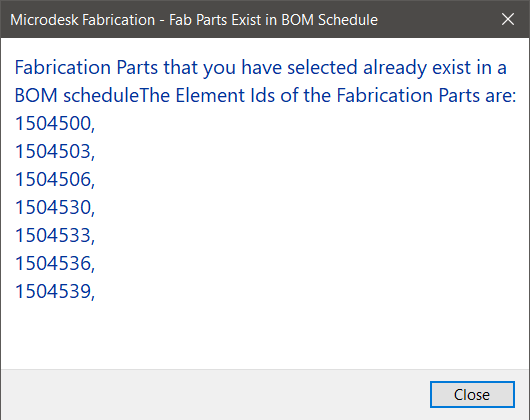 Microdesk Fabrication - Fab Parts Exist in BOM Schedule
Fabrication Parts that you have selected already exist in a
BOM scheduleThe Element Ids of the Fabrication Parts are:
1504500,
1504503,
1504506,
1504530,
1504533,
1504536,
1504539,
Close